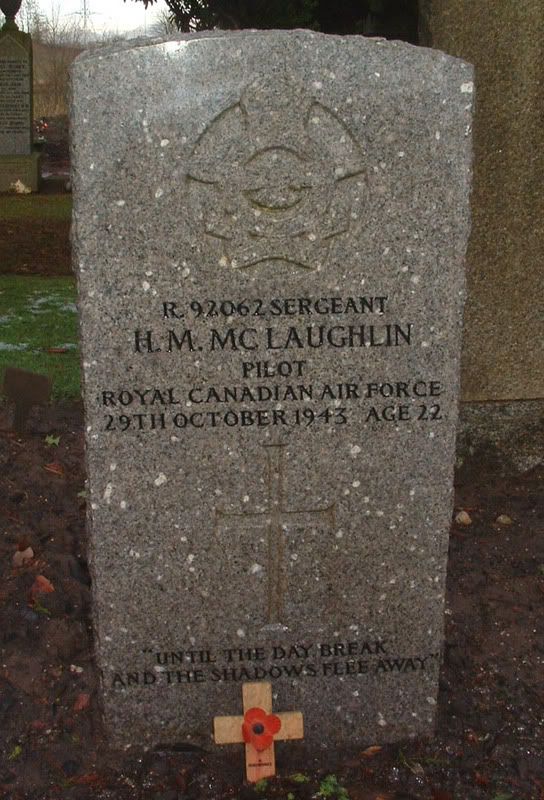 R. 92062 SERGEANT
H. M. MC LAUGHLIN
PILOT
ROYAL CANADIAN AIR FORCE
29TH OCTOBER 1943 AGE 22
"UNTIL THE DAY BREAK
AND THE SHADOWS FLEE AWAY"